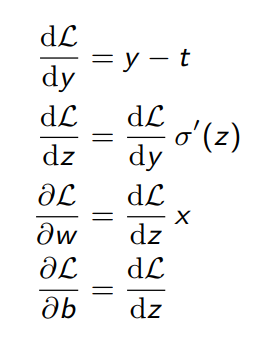 dℒ/dy = y − t
dℒ/dz = dℒ/dy σ′(z)
∂ℒ/∂w = dℒ/dz x
∂ℒ/∂b = dℒ/dz